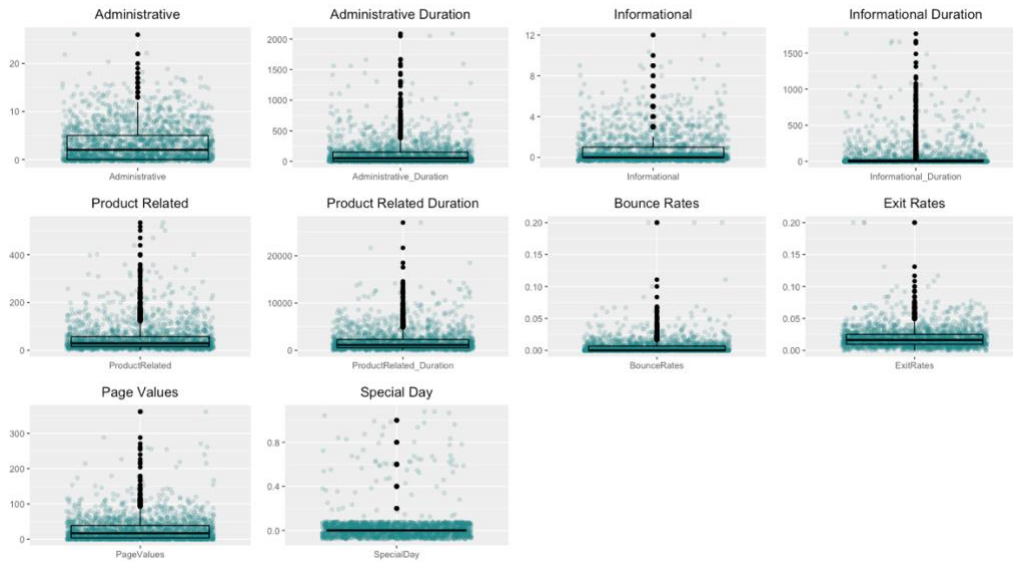 Administrative
Administrative Duration
Informational
Informational Duration
20
10
0
Administrative
2000
1500
1000
500
0
Administrative_Duration
12
8
4
0
Informational
1500
1000
500
0
Informational_Duration
Product Related
Product Related Duration
Bounce Rates
Exit Rates
400
200
0
ProductRelated
20000
10000
0
ProductRelated_Duration
0.20
0.15
0.10
0.05
0.00
BounceRates
0.20
0.15
0.10
0.05
0.00
ExitRates
Page Values
Special Day
300
200
100
0
PageValues
0.8
0.4
0.0
SpecialDay